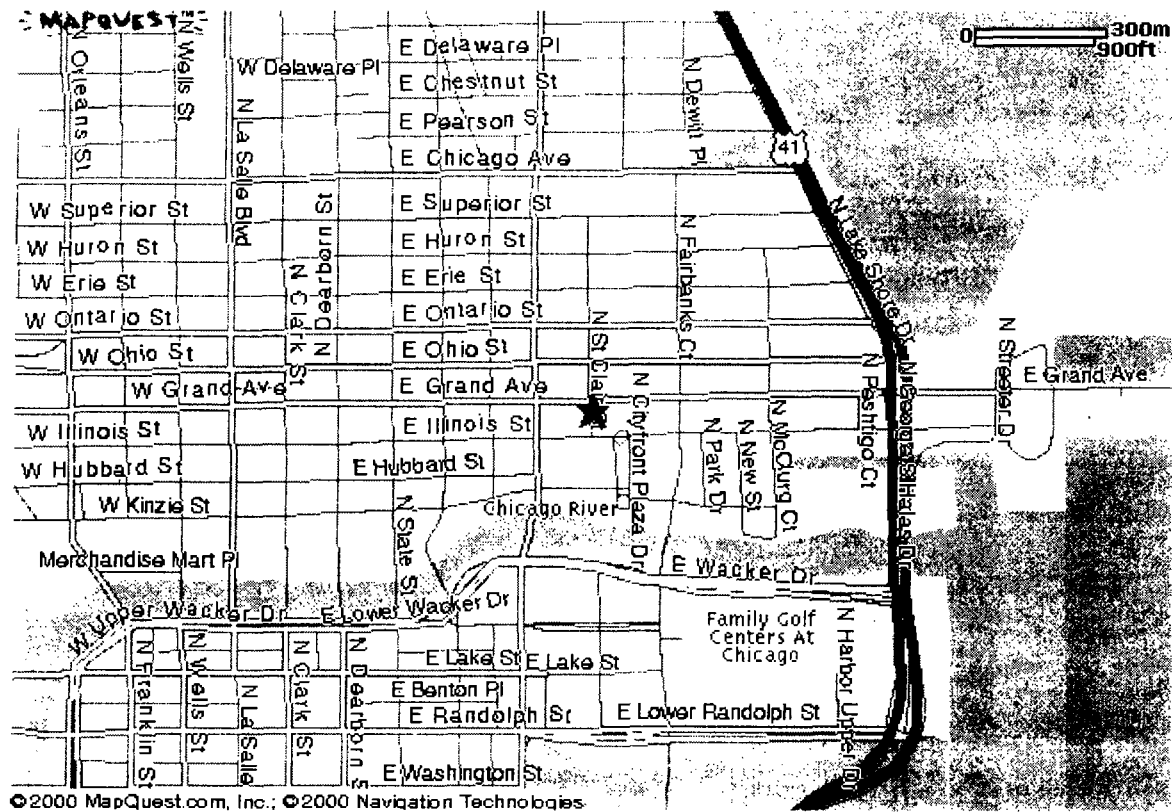 MAPQUEST
0 300m
900ft
N Orleans St
N Wells St
W Delaware Pl
E Delaware Pl
E Chestnut St
E Pearson St
E Chicago Ave
N Dewitt Pl
41
N La Salle Blvd
W Superior St
E Superior St
N Lake Shore Dr
W Huron St
E Huron St
N Fairbanks Ct
W Erie St
E Erie St
N Clark St
N Dearborn St
W Ontario St
E Ontario St
N St Clair
W Ohio St
E Ohio St
N Streeter Dr
W Grand Ave
E Grand Ave
E Grand Ave
N Peshtigo Ct
W Illinois St
E Illinois St
N Cityfront Plaza Dr
N Park Dr
N New St
N McClurg Ct
W Hubbard St
E Hubbard St
W Kinzie St
N State St
Chicago River
Merchandise Mart Pl
E Wacker Dr
W Upper Wacker Dr
E Lower Wacker Dr
Family Golf
Centers At
Chicago
N Harbor Upper Dr
N Franklin St
N Wells St
N La Salle
N Clark St
N Dearborn S
E Lake St
E Lake St
E Benton Pl
E Randolph St
E Lower Randolph St
E Washington St
©2000 MapQuest.com, Inc.; ©2000 Navigation Technologies